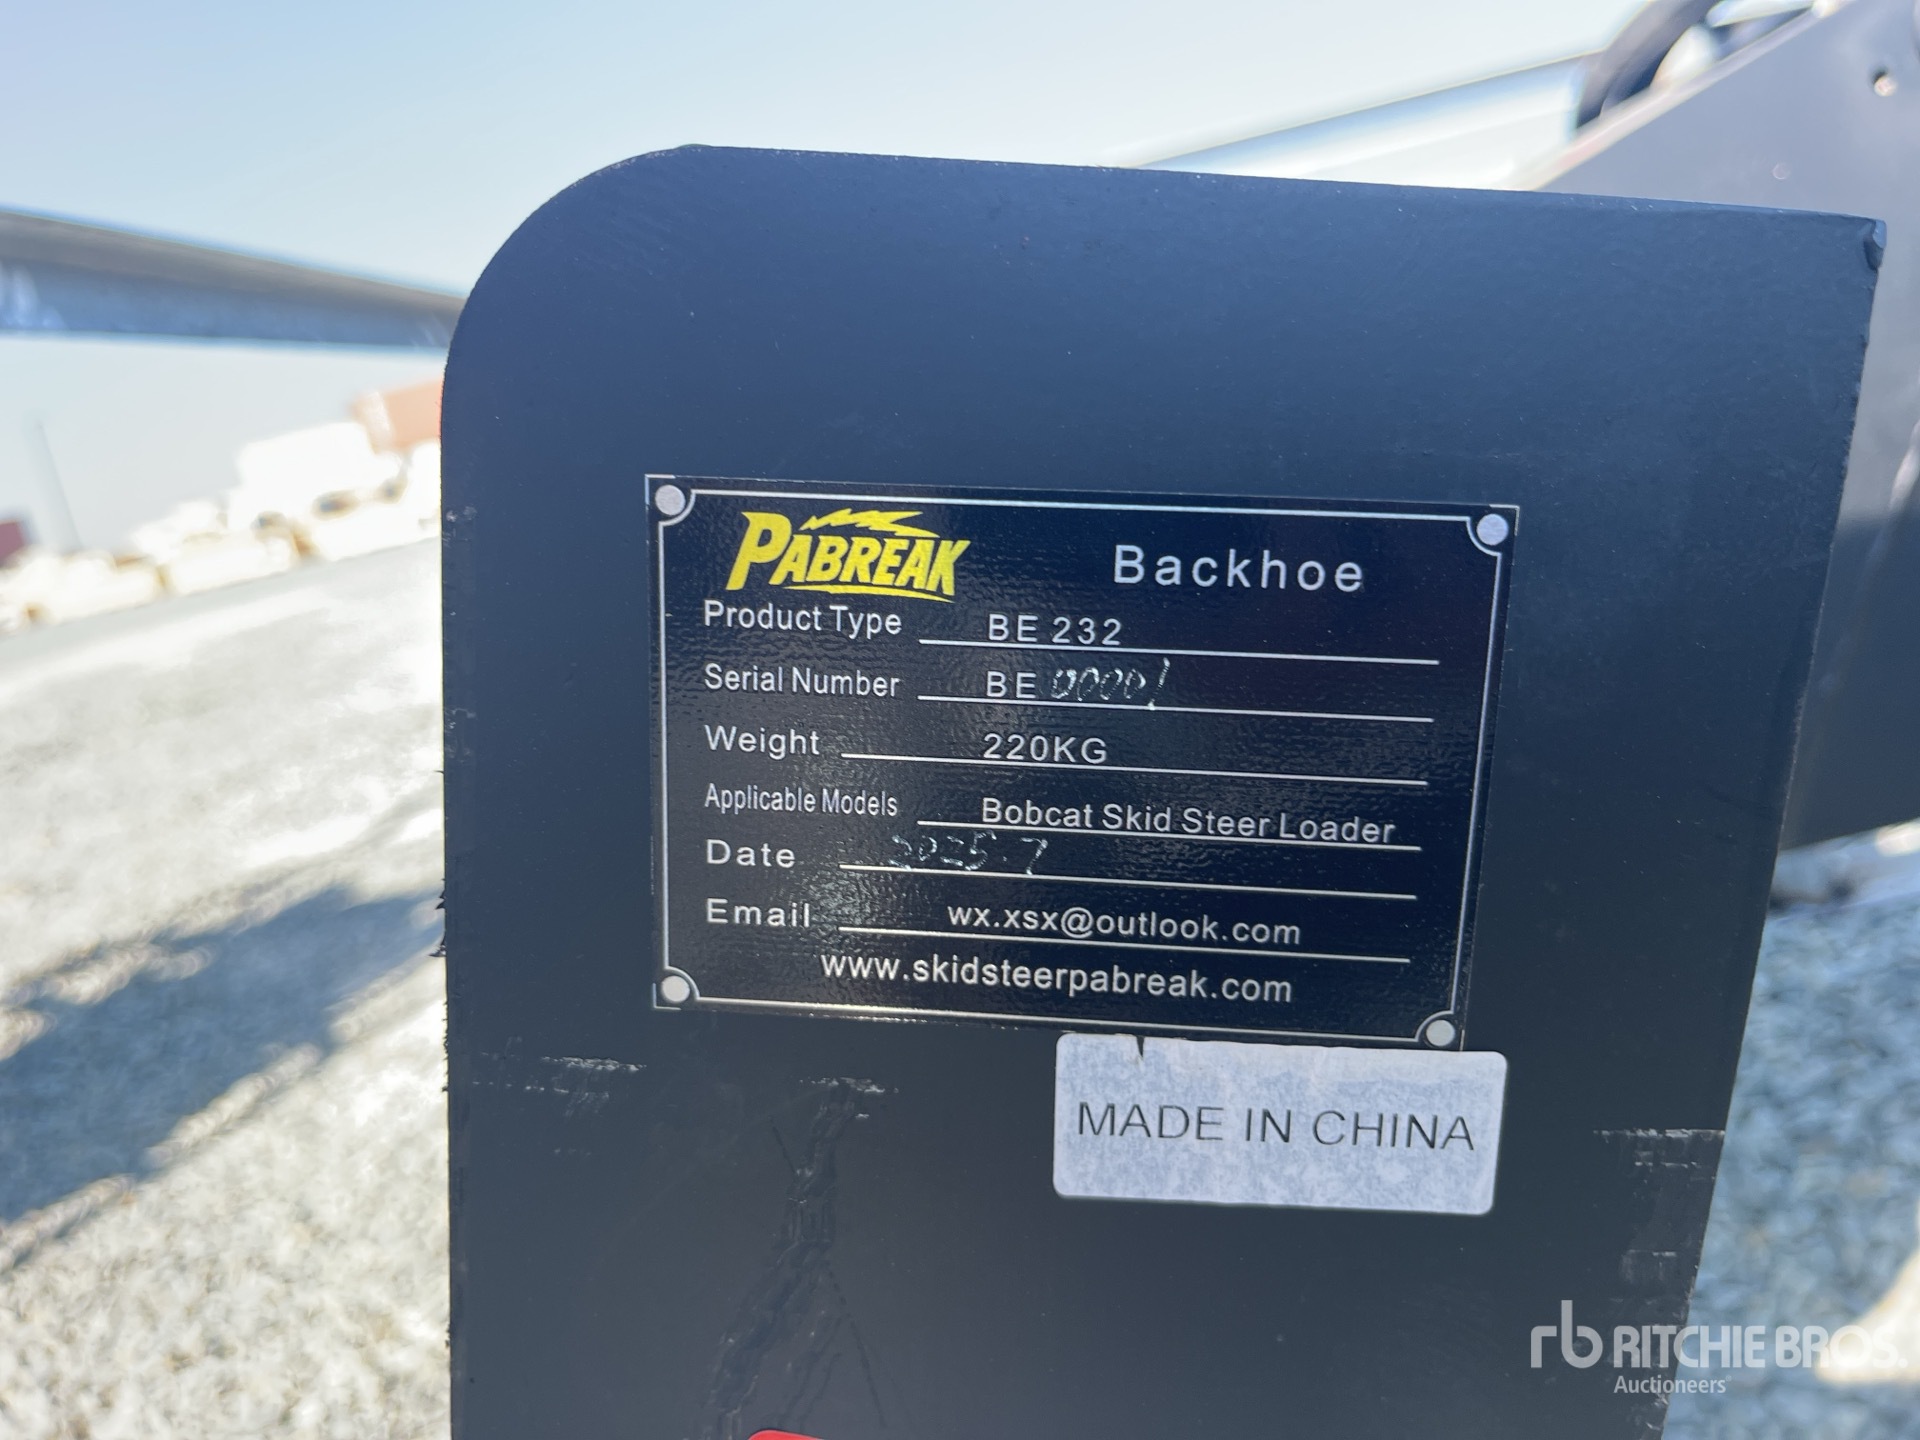 PABREAK Backhoe
Product Type BE 232
Serial Number BE 00001
Weight 220KG
Applicable Models Bobcat Skid Steer Loader
Date 2025.7
Email wx.xsx@outlook.com
www.skidsteerpabreak.com
MADE IN CHINA
rb RITCHIE BROS.
Auctioneers